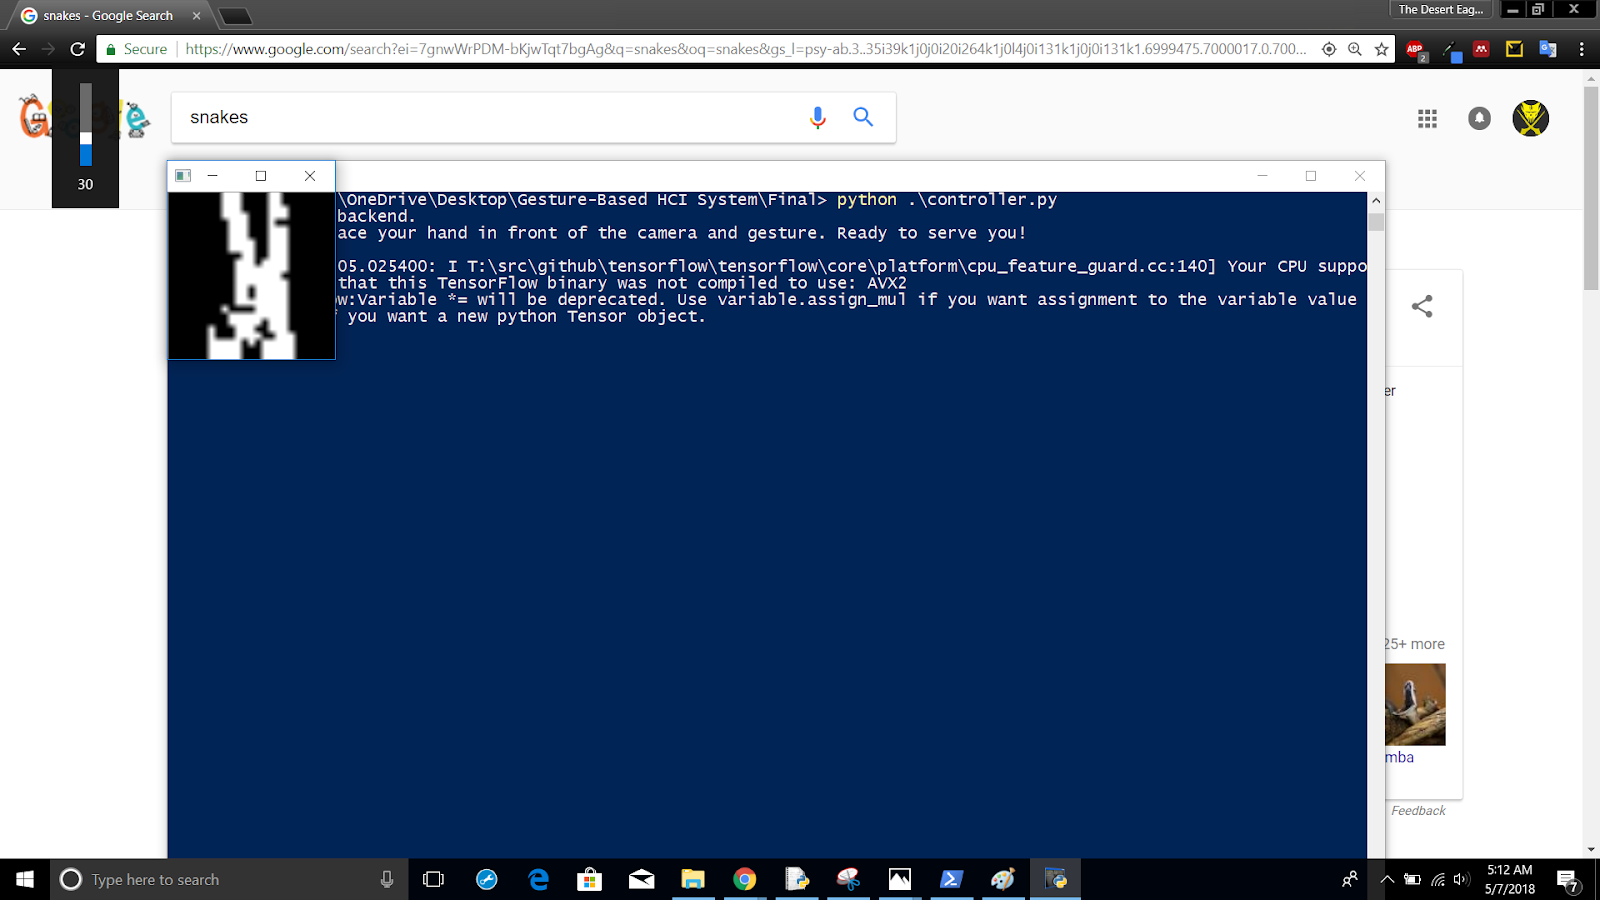 snakes - Google Search
The Desert Eag...
Secure
https://www.google.com/search?ei=7gnwWrPDM-bKjwTqt7bgAg&q=snakes&oq=snakes&gs_l=psy-ab.3..35i39k1j0j0i20i264k1j0l4j0i131k1j0j0i131k1.6999475.7000017.0.700...
ABP
2
snakes
30
\OneDrive\Desktop\Gesture-Based HCI System\Final> python .\controller.py
backend.
ace your hand in front of the camera and gesture. Ready to serve you!
05.025400: I T:\src\github\tensorflow\tensorflow\core\platform\cpu_feature_guard.cc:140] Your CPU suppo
that this TensorFlow binary was not compiled to use: AVX2
ow:Variable *= will be deprecated. Use variable.assign_mul if you want assignment to the variable value
f you want a new python Tensor object.
er
25+ more
mba
Feedback
Type here to search
5:12 AM
5/7/2018
7